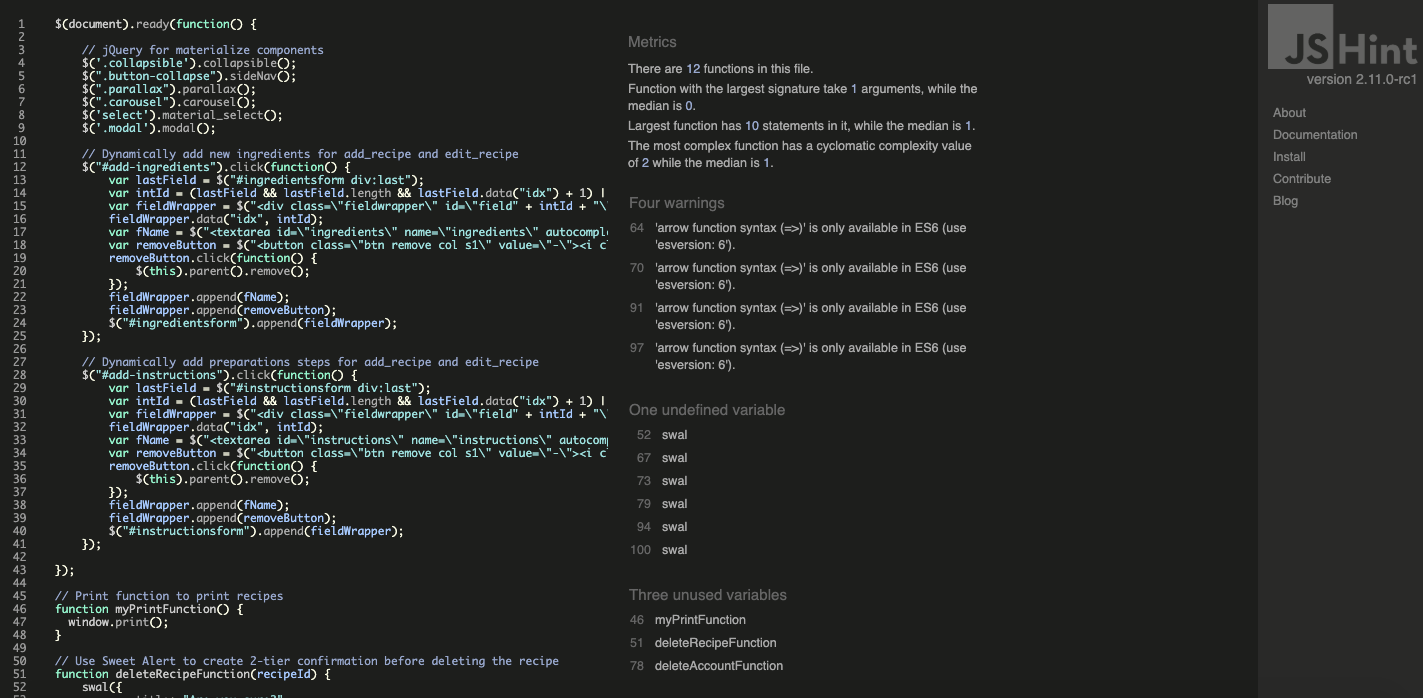 1 $(document).ready(function() {
2
3 // jQuery for materialize components
4 $('.collapsible').collapsible();
5 $(".button-collapse").sideNav();
6 $(".parallax").parallax();
7 $(".carousel").carousel();
8 $('select').material_select();
9 $('.modal').modal();
10
11 // Dynamically add new ingredients for add_recipe and edit_recipe
12 $("#add-ingredients").click(function() {
13 var lastField = $("#ingredientsform div:last");
14 var intId = (lastField && lastField.length && lastField.data("idx") + 1) |
15 var fieldWrapper = $("<div class=\"fieldwrapper\" id=\"field" + intId + "\
16 fieldWrapper.data("idx", intId);
17 var fName = $("<textarea id=\"ingredients\" name=\"ingredients\" autocomple
18 var removeButton = $("<button class=\"btn remove col s1\" value=\"-\"><i cl
19 removeButton.click(function() {
20 $(this).parent().remove();
21 });
22 fieldWrapper.append(fName);
23 fieldWrapper.append(removeButton);
24 $("#ingredientsform").append(fieldWrapper);
25 });
26
27 // Dynamically add preparations steps for add_recipe and edit_recipe
28 $("#add-instructions").click(function() {
29 var lastField = $("#instructionsform div:last");
30 var intId = (lastField && lastField.length && lastField.data("idx") + 1) |
31 var fieldWrapper = $("<div class=\"fieldwrapper\" id=\"field" + intId + "\
32 fieldWrapper.data("idx", intId);
33 var fName = $("<textarea id=\"instructions\" name=\"instructions\" autocomp
34 var removeButton = $("<button class=\"btn remove col s1\" value=\"-\"><i cl
35 removeButton.click(function() {
36 $(this).parent().remove();
37 });
38 fieldWrapper.append(fName);
39 fieldWrapper.append(removeButton);
40 $("#instructionsform").append(fieldWrapper);
41 });
42
43 });
44
45 // Print function to print recipes
46 function myPrintFunction() {
47 window.print();
48 }
49
50 // Use Sweet Alert to create 2-tier confirmation before deleting the recipe
51 function deleteRecipeFunction(recipeId) {
52 swal({
Metrics
There are 12 functions in this file.
Function with the largest signature take 1 arguments, while the
median is 0.
Largest function has 10 statements in it, while the median is 1.
The most complex function has a cyclomatic complexity value
of 2 while the median is 1.
Four warnings
64 'arrow function syntax (=>)' is only available in ES6 (use
'esversion: 6').
70 'arrow function syntax (=>)' is only available in ES6 (use
'esversion: 6').
91 'arrow function syntax (=>)' is only available in ES6 (use
'esversion: 6').
97 'arrow function syntax (=>)' is only available in ES6 (use
'esversion: 6').
One undefined variable
52 swal
67 swal
73 swal
79 swal
94 swal
100 swal
Three unused variables
46 myPrintFunction
51 deleteRecipeFunction
78 deleteAccountFunction
JSHint
version 2.11.0-rc1
About
Documentation
Install
Contribute
Blog